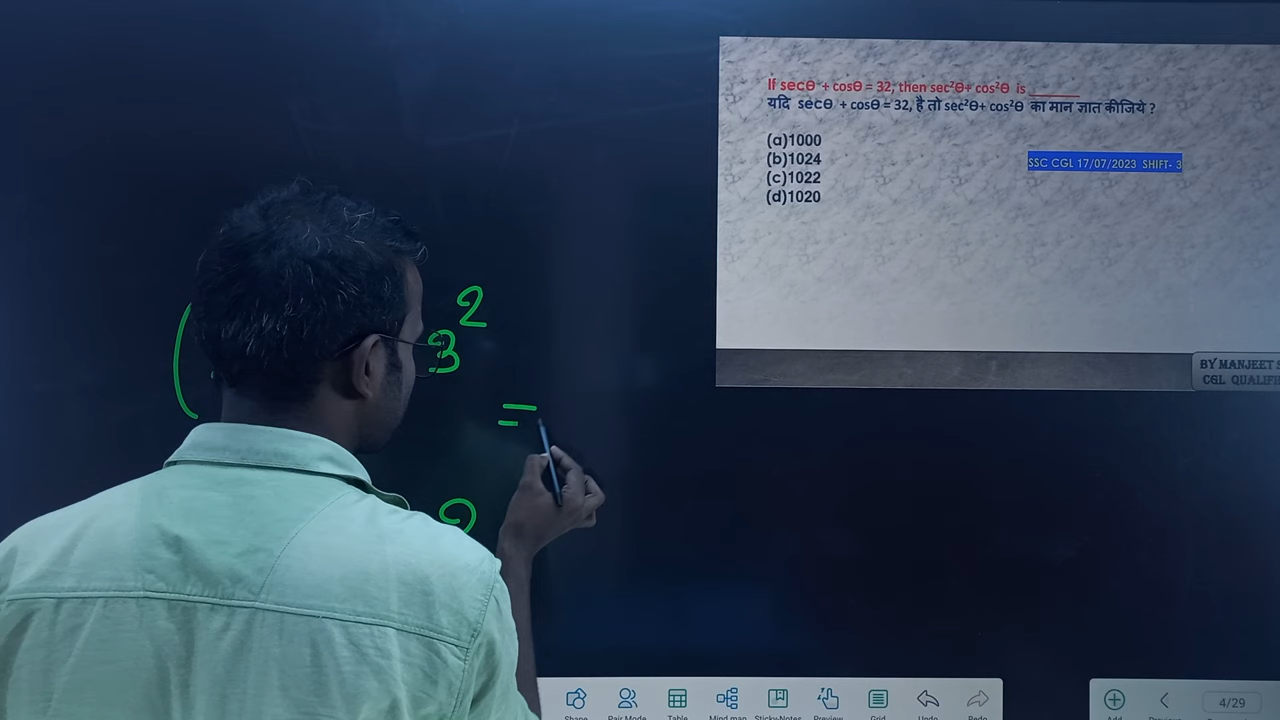 If secθ + cosθ = 32, then sec²θ+ cos²θ is ______
यदि secθ + cosθ = 32, है तो sec²θ+ cos²θ का मान ज्ञात कीजिये ?
(a)1000
(b)1024
(c)1022
(d)1020
SSC CGL 17/07/2023 SHIFT- 3
BY MANJEET S
CGL QUALIFI
( 3²
=
2
Shape Pair Mode Table Mind map Sticky-Notes Preview Grid Undo Redo
Add 4/29